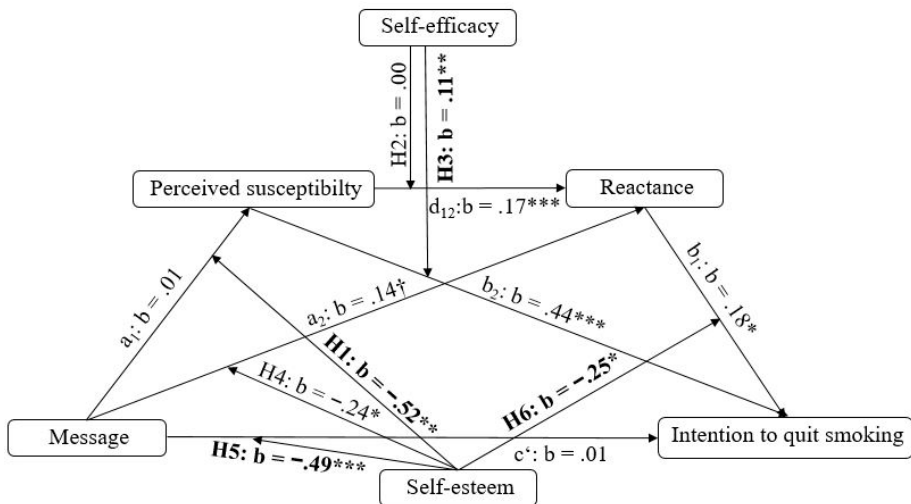 Self-efficacy
H2: b = .00
H3: b = .11**
Perceived susceptibilty
Reactance
d₁₂:b = .17***
a₁: b = .01
a₂: b = .14†
b₂: b = .44***
b₁: b = .18*
H4: b = −.24*
H1: b = −.52**
H6: b = −.25*
Message
Intention to quit smoking
H5: b = −.49***
c‘: b = .01
Self-esteem